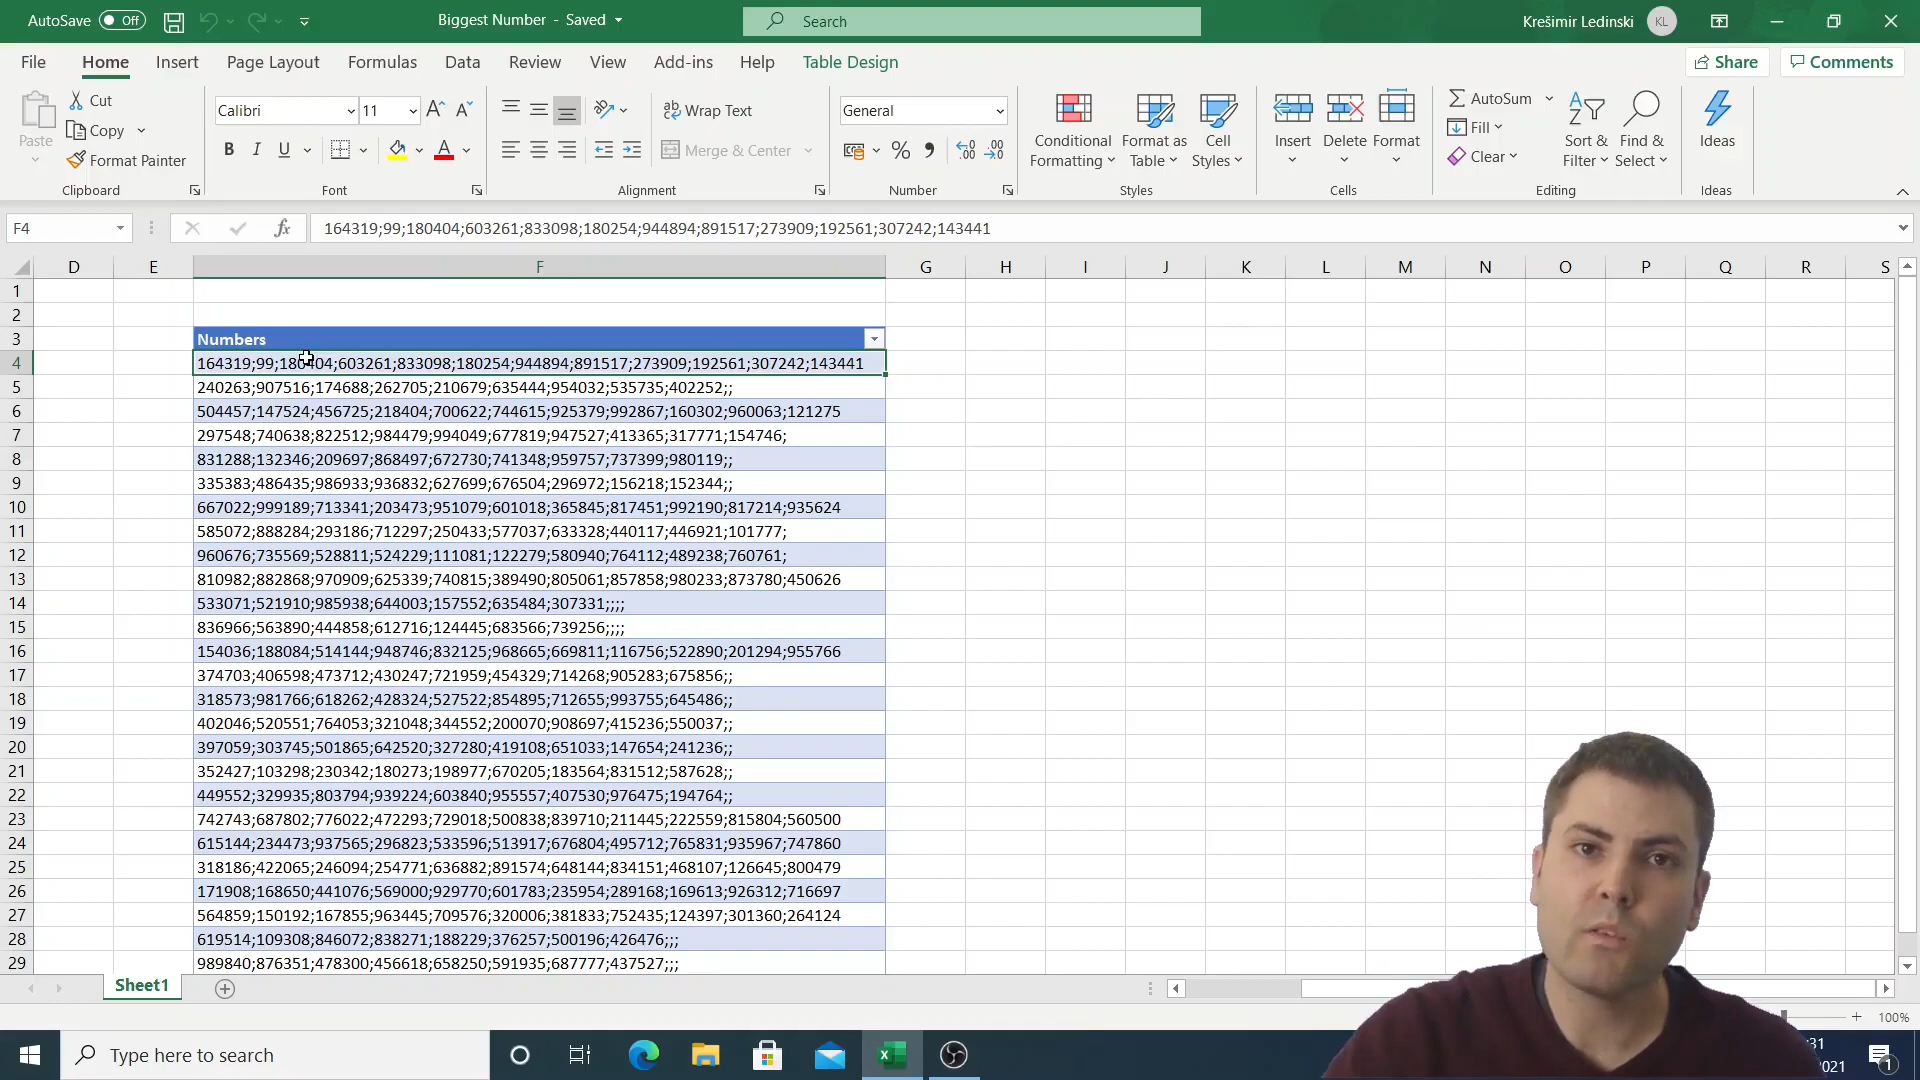 AutoSave Off
Biggest Number - Saved
Search
Krešimir Ledinski KL
File Home Insert Page Layout Formulas Data Review View Add-ins Help Table Design
Share Comments
Paste
Cut
Copy
Format Painter
Clipboard
Calibri 11
B I U
Font
Wrap Text
Merge & Center
Alignment
General
Number
Conditional Formatting
Format as Table
Cell Styles
Styles
Insert Delete Format
Cells
AutoSum
Fill
Clear
Sort & Filter
Find & Select
Editing
Ideas
Ideas
F4
fx
164319;99;180404;603261;833098;180254;944894;891517;273909;192561;307242;143441
D E F G H I J K L M N O P Q R S
1
2
3 Numbers
4 164319;99;180404;603261;833098;180254;944894;891517;273909;192561;307242;143441
5 240263;907516;174688;262705;210679;635444;954032;535735;402252;;
6 504457;147524;456725;218404;700622;744615;925379;992867;160302;960063;121275
7 297548;740638;822512;984479;994049;677819;947527;413365;317771;154746;
8 831288;132346;209697;868497;672730;741348;959757;737399;980119;;
9 335383;486435;986933;936832;627699;676504;296972;156218;152344;;
10 667022;999189;713341;203473;951079;601018;365845;817451;992190;817214;935624
11 585072;888284;293186;712297;250433;577037;633328;440117;446921;101777;
12 960676;735569;528811;524229;111081;122279;580940;764112;489238;760761;
13 810982;882868;970909;625339;740815;389490;805061;857858;980233;873780;450626
14 533071;521910;985938;644003;157552;635484;307331;;;;
15 836966;563890;444858;612716;124445;683566;739256;;;;
16 154036;188084;514144;948746;832125;968665;669811;116756;522890;201294;955766
17 374703;406598;473712;430247;721959;454329;714268;905283;675856;;
18 318573;981766;618262;428324;527522;854895;712655;993755;645486;;
19 402046;520551;764053;321048;344552;200070;908697;415236;550037;;
20 397059;303745;501865;642520;327280;419108;651033;147654;241236;;
21 352427;103298;230342;180273;198977;670205;183564;831512;587628;;
22 449552;329935;803794;939224;603840;955557;407530;976475;194764;;
23 742743;687802;776022;472293;729018;500838;839710;211445;222559;815804;560500
24 615144;234473;937565;296823;533596;513917;676804;495712;765831;935967;747860
25 318186;422065;246094;254771;636882;891574;648144;834151;468107;126645;800479
26 171908;168650;441076;569000;929770;601783;235954;289168;169613;926312;716697
27 564859;150192;167855;963445;709576;320006;381833;752435;124397;301360;264124
28 619514;109308;846072;838271;188229;376257;500196;426476;;;
29 989840;876351;478300;456618;658250;591935;687777;437527;;;
Sheet1
100%
Type here to search
31
2021
1